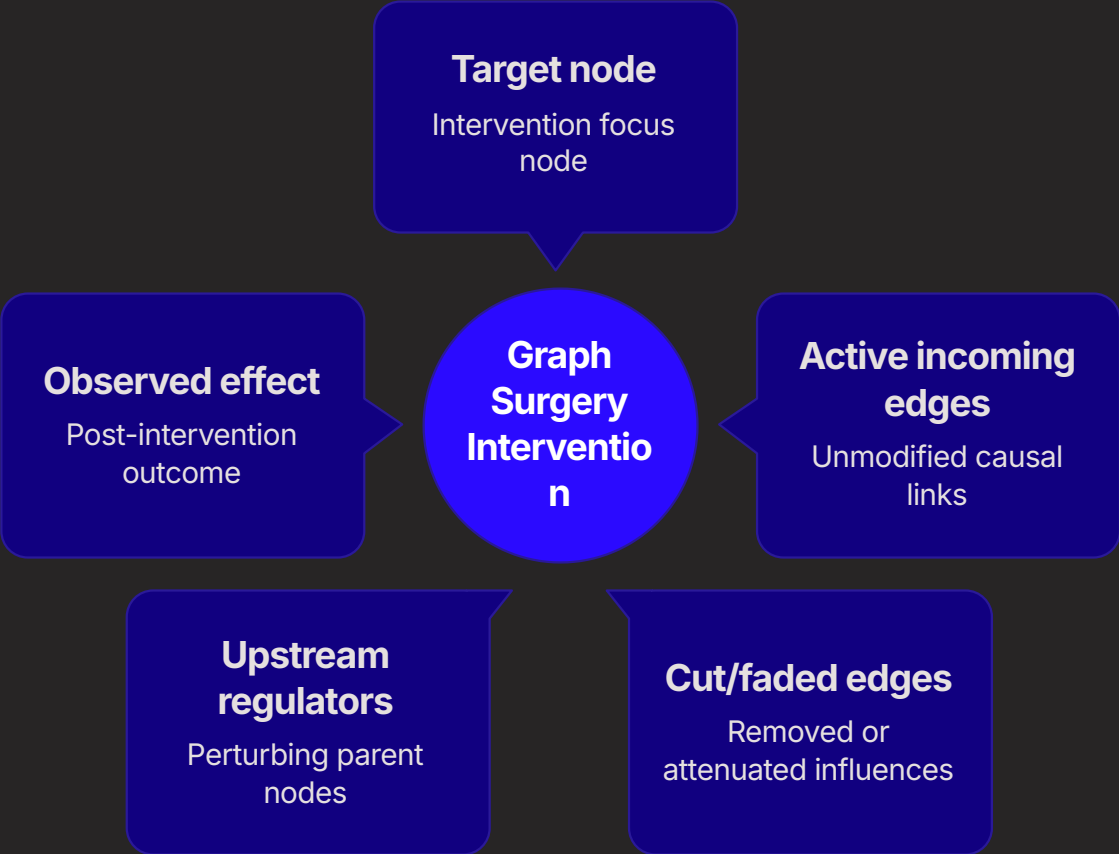 Target node
Intervention focus
node
Observed effect
Post-intervention
outcome
Graph
Surgery
Interventio
n
Active incoming
edges
Unmodified causal
links
Upstream
regulators
Perturbing parent
nodes
Cut/faded edges
Removed or
attenuated influences